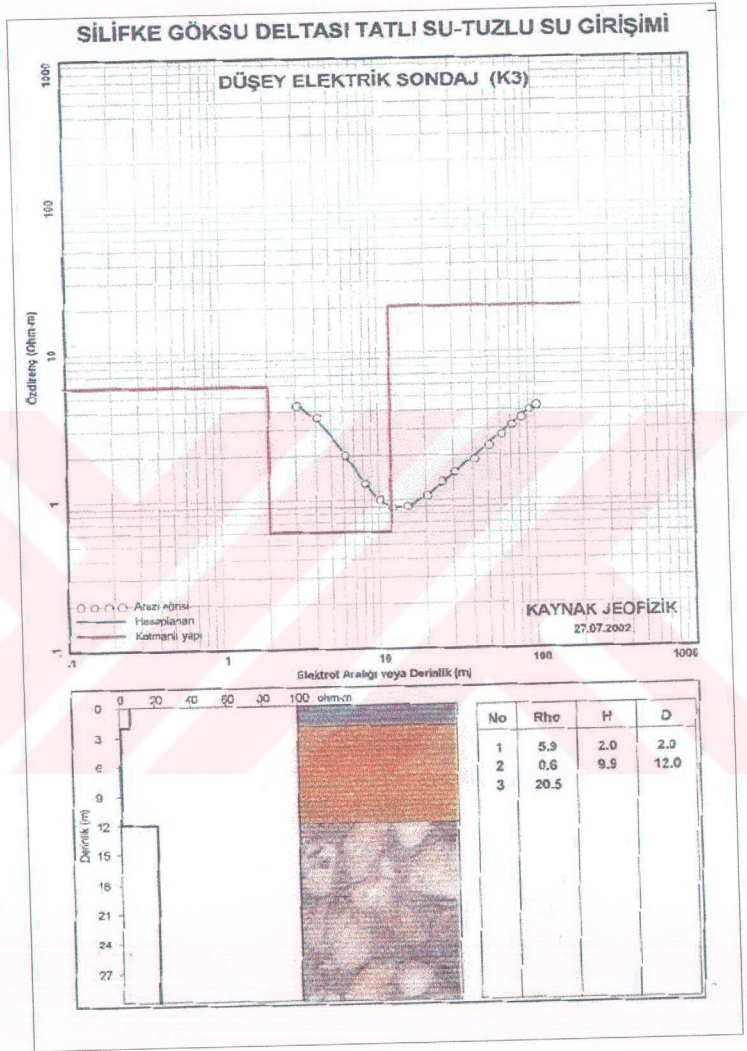 SİLİFKE GÖKSU DELTASI TATLI SU-TUZLU SU GİRİŞİMİ
DÜŞEY ELEKTRİK SONDAJ (K3)
1000
100
10
1
.1
Özdirenç (Ohm-m)
Arazi eğrisi
Hesaplanan
Katmanlı yapı
KAYNAK JEOFİZİK
27.07.2002
.1 1 10 100 1000
Elektrot Aralığı veya Derinlik (m)
0 20 40 60 80 100 ohm-m
0
3
6
9
12
15
18
21
24
27
Derinlik (m)
No Rho H D
1 5.9 2.0 2.0
2 0.6 9.9 12.0
3 20.5